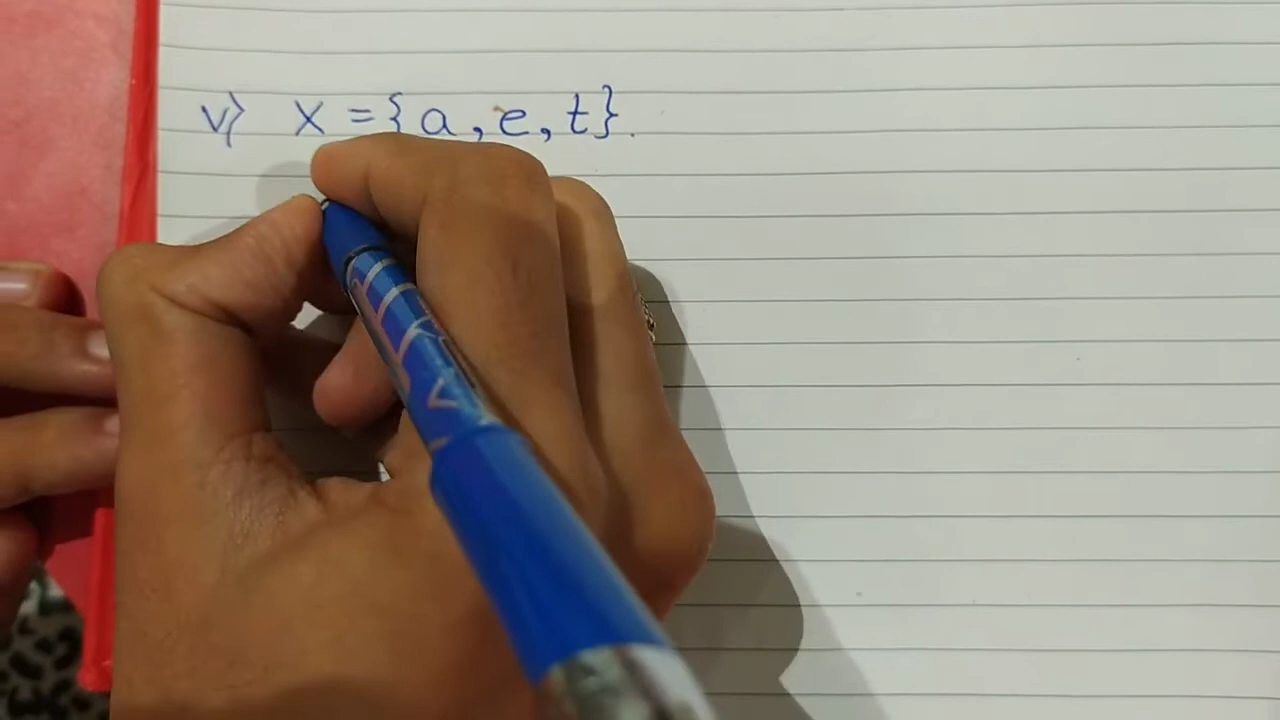 v) X = {a, e, t}.